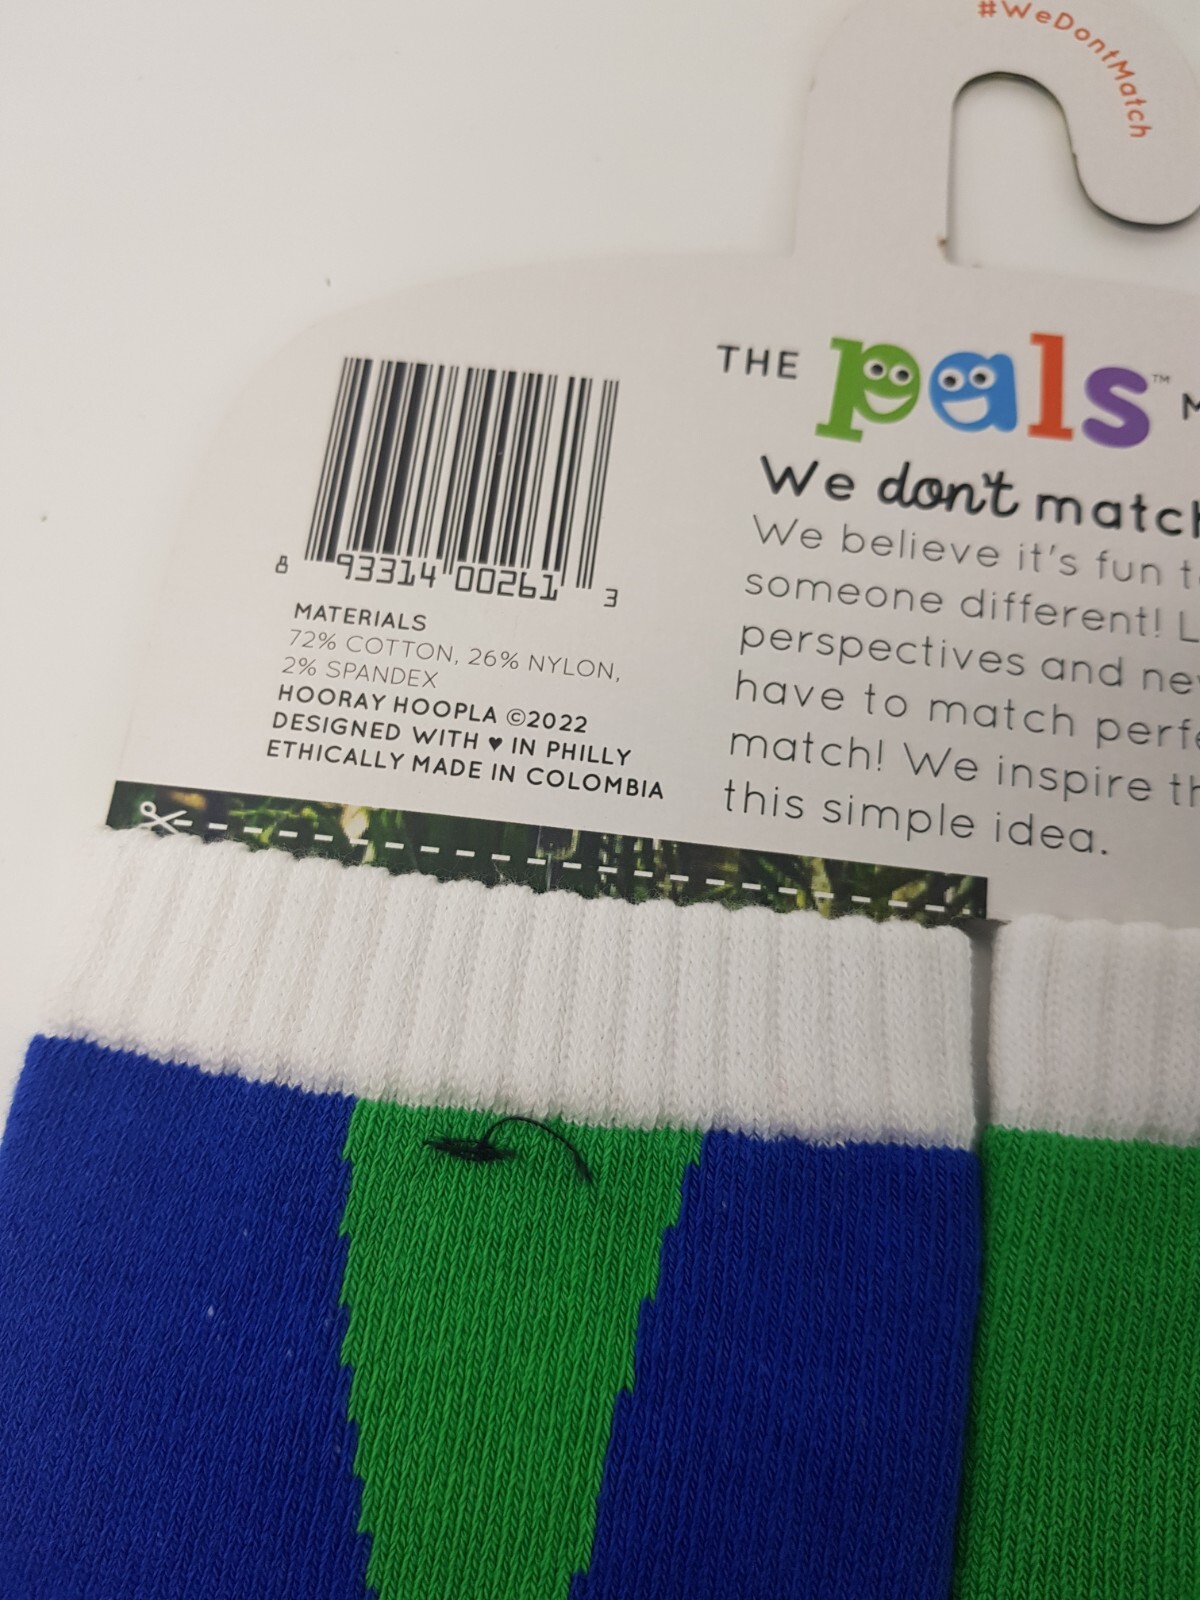 #WeDontMatch
THE pals™
We don't match
We believe it's fun
someone different!
perspectives and
have to match
match! We inspire
this simple idea.
8 93314 00261 3
MATERIALS
72% COTTON, 26% NYLON,
2% SPANDEX
HOORAY HOOPLA ©2022
DESIGNED WITH ♥ IN PHILLY
ETHICALLY MADE IN COLOMBIA